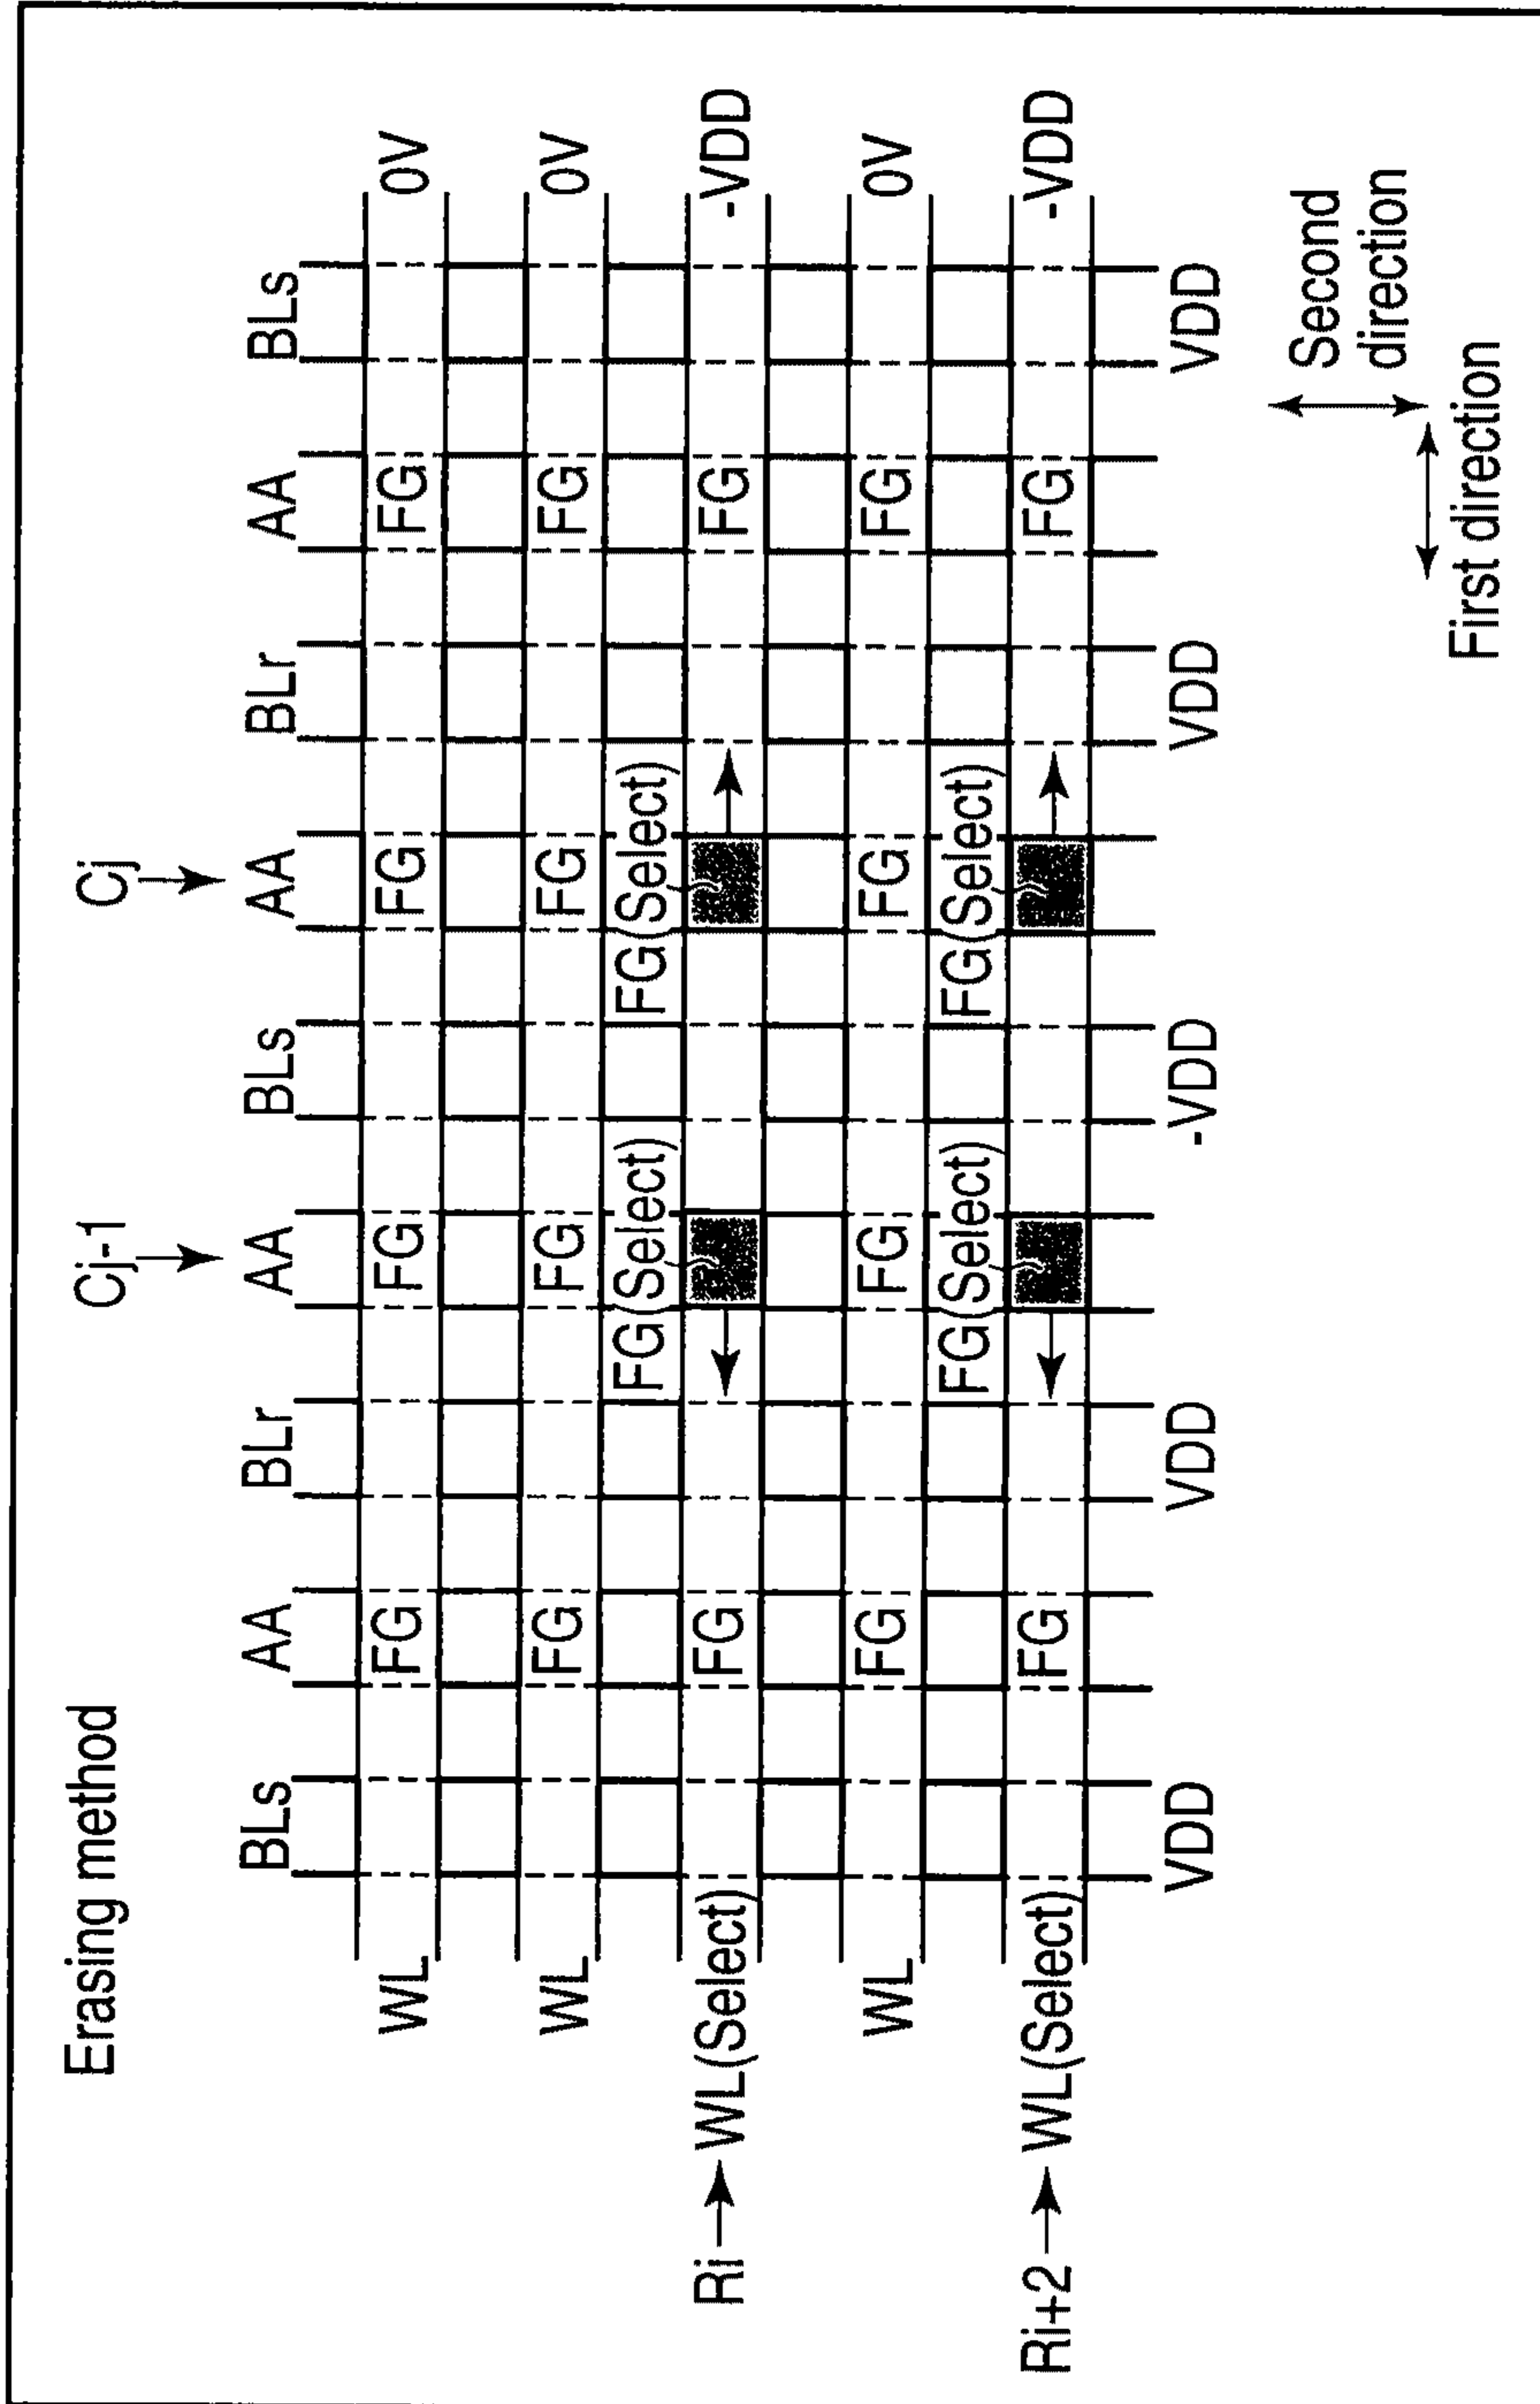 Erasing method
Cj-1
Cj
BLs
AA
BLr
AA
BLs
AA
BLr
AA
BLs
WL
FG
FG
FG
FG
0V
WL
FG
FG
FG
FG
0V
FG(Select)
FG(Select)
Ri
WL(Select)
FG
FG
-VDD
WL
FG
FG
FG
FG
0V
FG(Select)
FG(Select)
Ri+2
WL(Select)
FG
FG
-VDD
VDD
VDD
-VDD
VDD
VDD
Second
direction
First direction